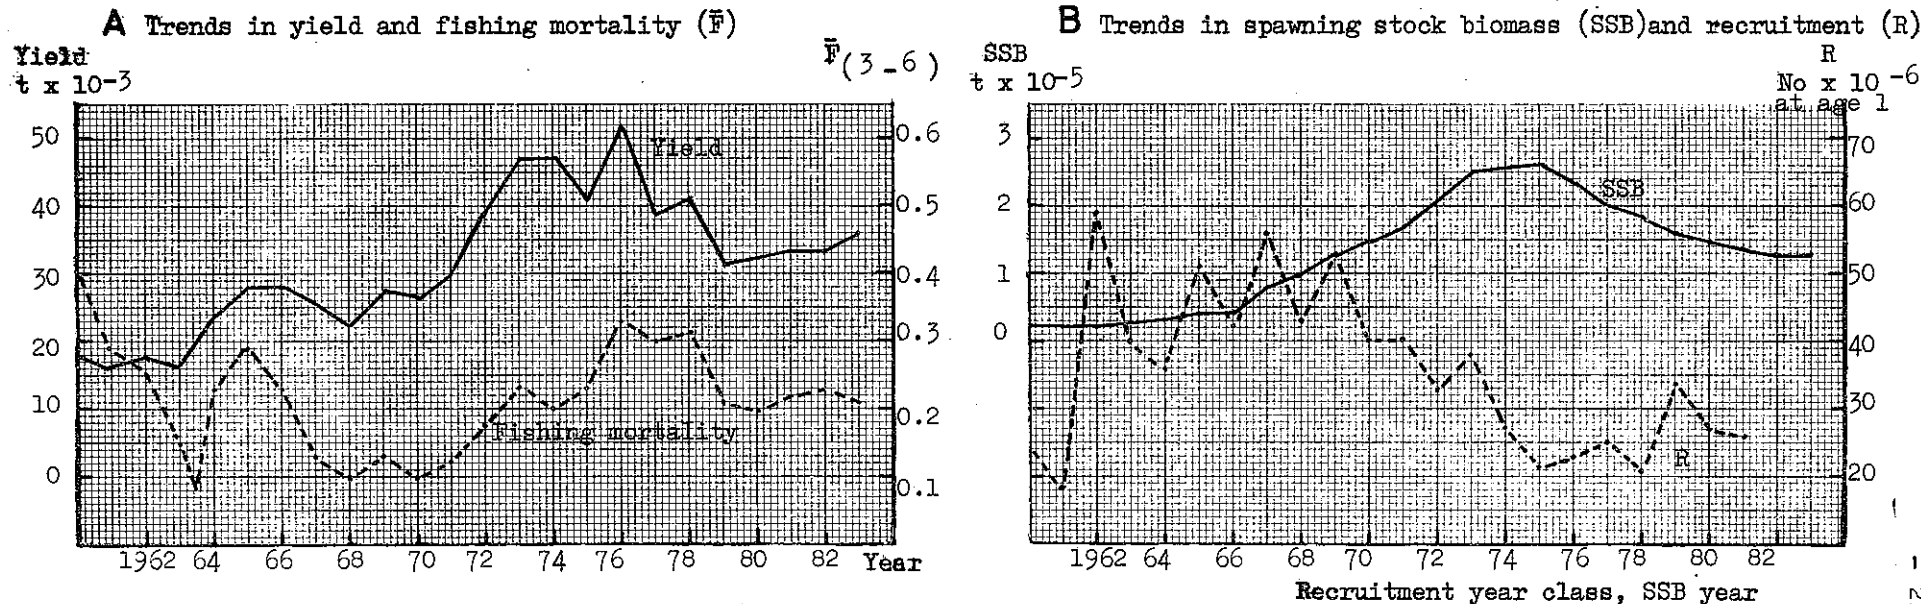 A Trends in yield and fishing mortality (F̄)
Yield
t x 10-3
F̄(3-6)
50
40
30
20
10
0
0.6
0.5
0.4
0.3
0.2
0.1
Yield
Fishing mortality
1962 64 66 68 70 72 74 76 78 80 82 Year
B Trends in spawning stock biomass (SSB)and recruitment (R)
SSB
t x 10-5
R
No x 10-6
at age 1
3
2
1
0
70
60
50
40
30
20
SSB
R
1962 64 66 68 70 72 74 76 78 80 82
Recruitment year class, SSB year